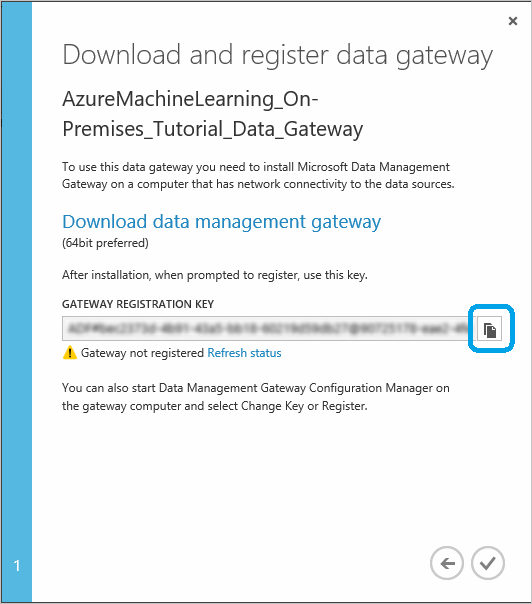 Download and register data gateway
AzureMachineLearning_On-
Premises_Tutorial_Data_Gateway
To use this data gateway you need to install Microsoft Data Management
Gateway on a computer that has network connectivity to the data sources.
Download data management gateway
(64bit preferred)
After installation, when prompted to register, use this key.
GATEWAY REGISTRATION KEY
Gateway not registered Refresh status
You can also start Data Management Gateway Configuration Manager on
the gateway computer and select Change Key or Register.
1